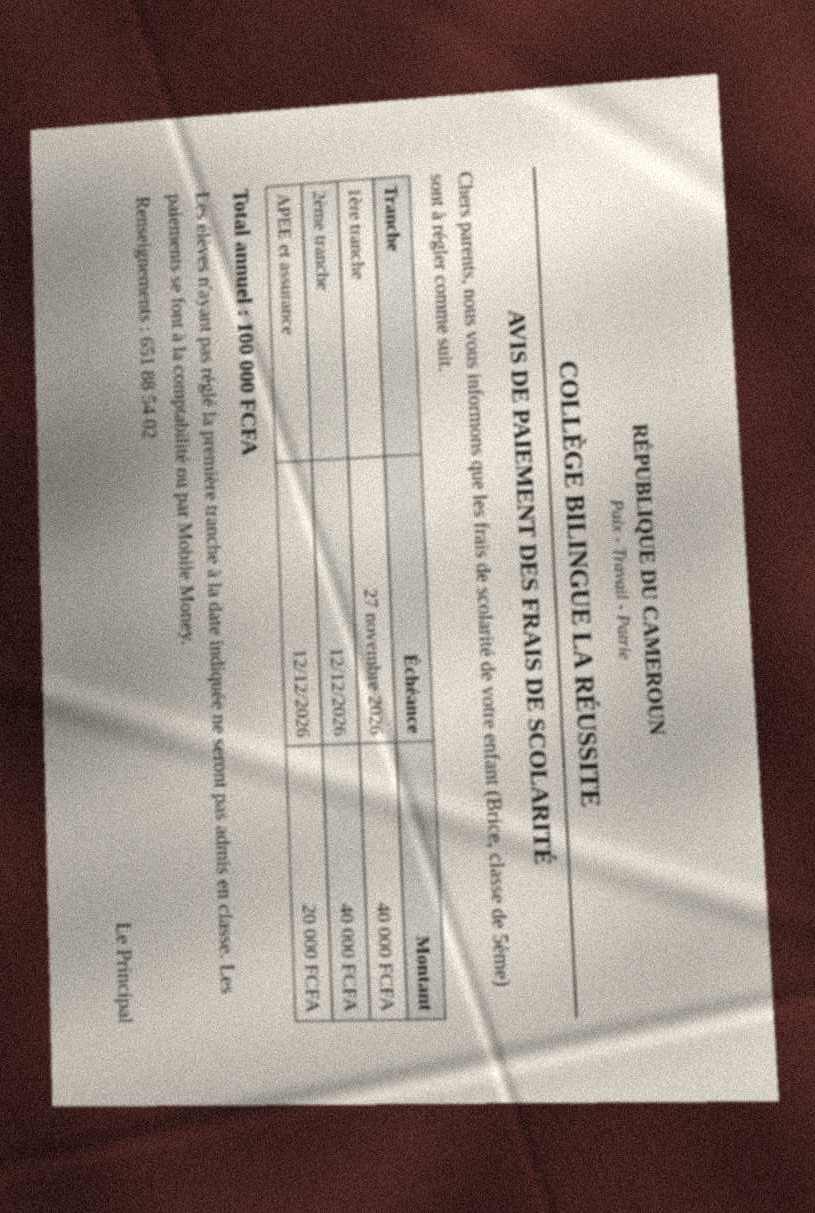 RÉPUBLIQUE DU CAMEROUN
Paix - Travail - Patrie
COLLÈGE BILINGUE LA RÉUSSITE
AVIS DE PAIEMENT DES FRAIS DE SCOLARITÉ
Chers parents, nous vous informons que les frais de scolarité de votre enfant (Brice, classe de 5ème)
sont à régler comme suit.
Tranche Échéance Montant
1ère tranche 27 novembre 2026 40 000 FCFA
2ème tranche 12/12/2026 40 000 FCFA
APEE et assurance 12/12/2026 20 000 FCFA
Total annuel : 100 000 FCFA
Les élèves n'ayant pas réglé la première tranche à la date indiquée ne seront pas admis en classe. Les
paiements se font à la comptabilité ou par Mobile Money.
Renseignements : 651 88 54 02
Le Principal